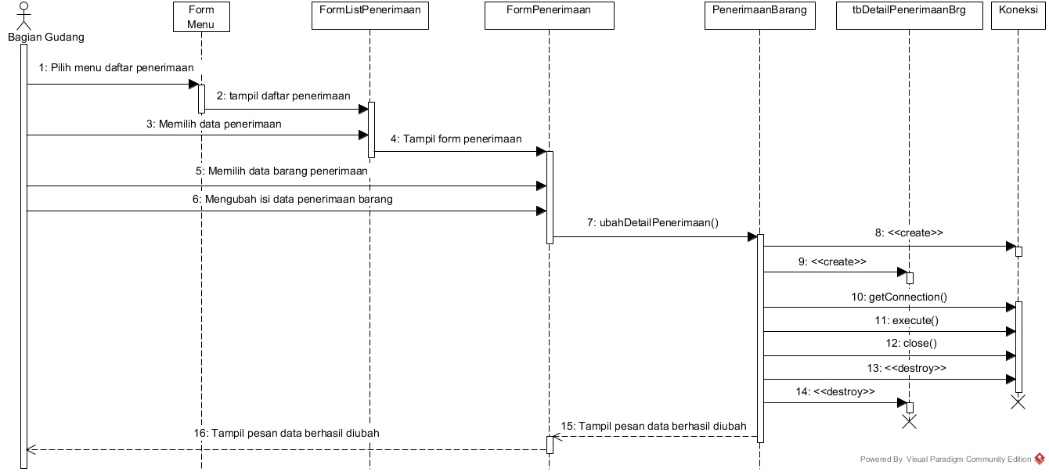 Form
Menu
FormListPenerimaan
FormPenerimaan
PenerimaanBarang
tbDetailPenerimaanBrg
Koneksi
Bagian Gudang
1: Pilih menu daftar penerimaan
2: tampil daftar penerimaan
3: Memilih data penerimaan
4: Tampil form penerimaan
5: Memilih data barang penerimaan
6: Mengubah isi data penerimaan barang
7: ubahDetailPenerimaan()
8: <<create>>
9: <<create>>
10: getConnection()
11: execute()
12: close()
13: <<destroy>>
14: <<destroy>>
15: Tampil pesan data berhasil diubah
16: Tampil pesan data berhasil diubah
Powered By Visual Paradigm Community Edition